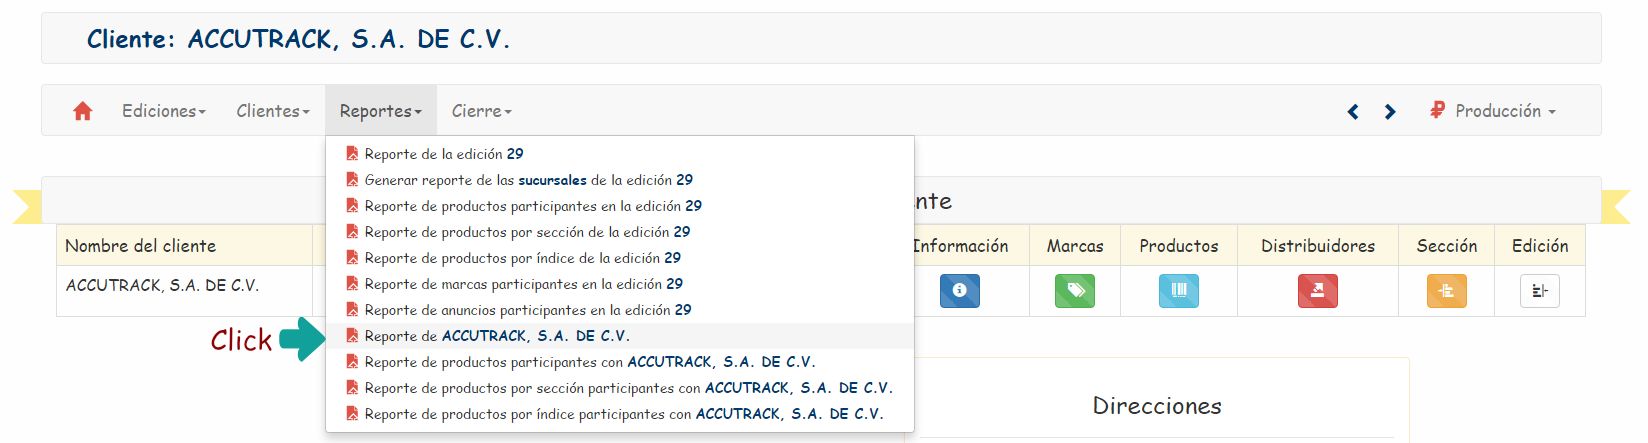 Cliente: ACCUTRACK, S.A. DE C.V.
Ediciones Clientes Reportes Cierre Producción
Reporte de la edición 29
Generar reporte de las sucursales de la edición 29
Reporte de productos participantes en la edición 29
Reporte de productos por sección de la edición 29
Reporte de productos por índice de la edición 29
Reporte de marcas participantes en la edición 29
Reporte de anuncios participantes en la edición 29
Reporte de ACCUTRACK, S.A. DE C.V.
Reporte de productos participantes con ACCUTRACK, S.A. DE C.V.
Reporte de productos por sección participantes con ACCUTRACK, S.A. DE C.V.
Reporte de productos por índice participantes con ACCUTRACK, S.A. DE C.V.
nte
Nombre del cliente Información Marcas Productos Distribuidores Sección Edición
ACCUTRACK, S.A. DE C.V.
Click
Direcciones